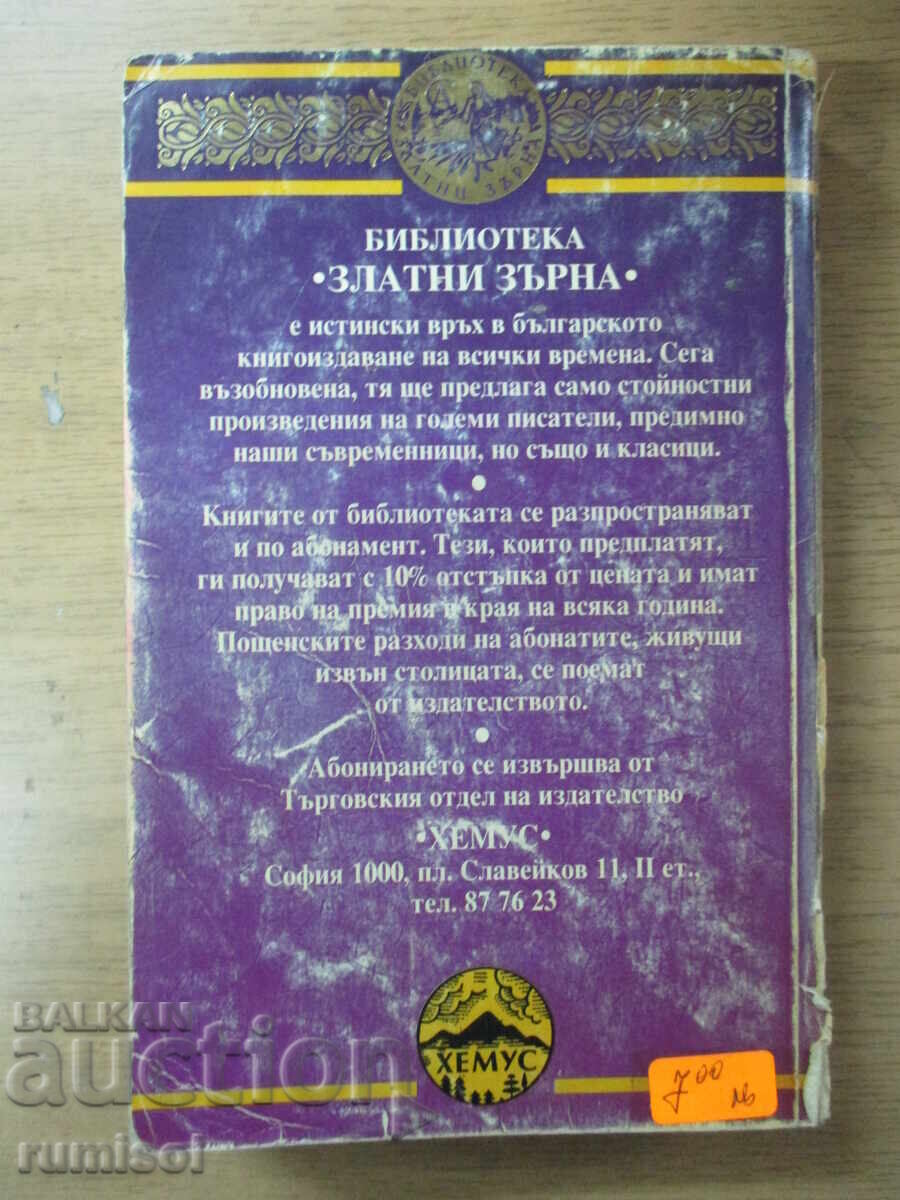 БИБЛИОТЕКА
ЗЛАТНИ ЗЪРНА
БИБЛИОТЕКА
•ЗЛАТНИ ЗЪРНА•
е истински връх в българското
книгоиздаване на всички времена. Сега
възобновена, тя ще предлага само стойностни
произведения на големи писатели, предимно
наши съвременници, но също и класици.
•
Книгите от библиотеката се разпространяват
и по абонамент. Тези, които предплатят,
ги получават с 10% отстъпка от цената и имат
право на премия в края на всяка година.
Пощенските разходи на абонатите, живущи
извън столицата, се поемат
от издателството.
•
Абонирането се извършва от
Търговския отдел на издателство
•ХЕМУС•
София 1000, пл. Славейков 11, II ет.,
тел. 87 76 23
ХЕМУС
7 00
лв
BALKAN
auction
rumisol